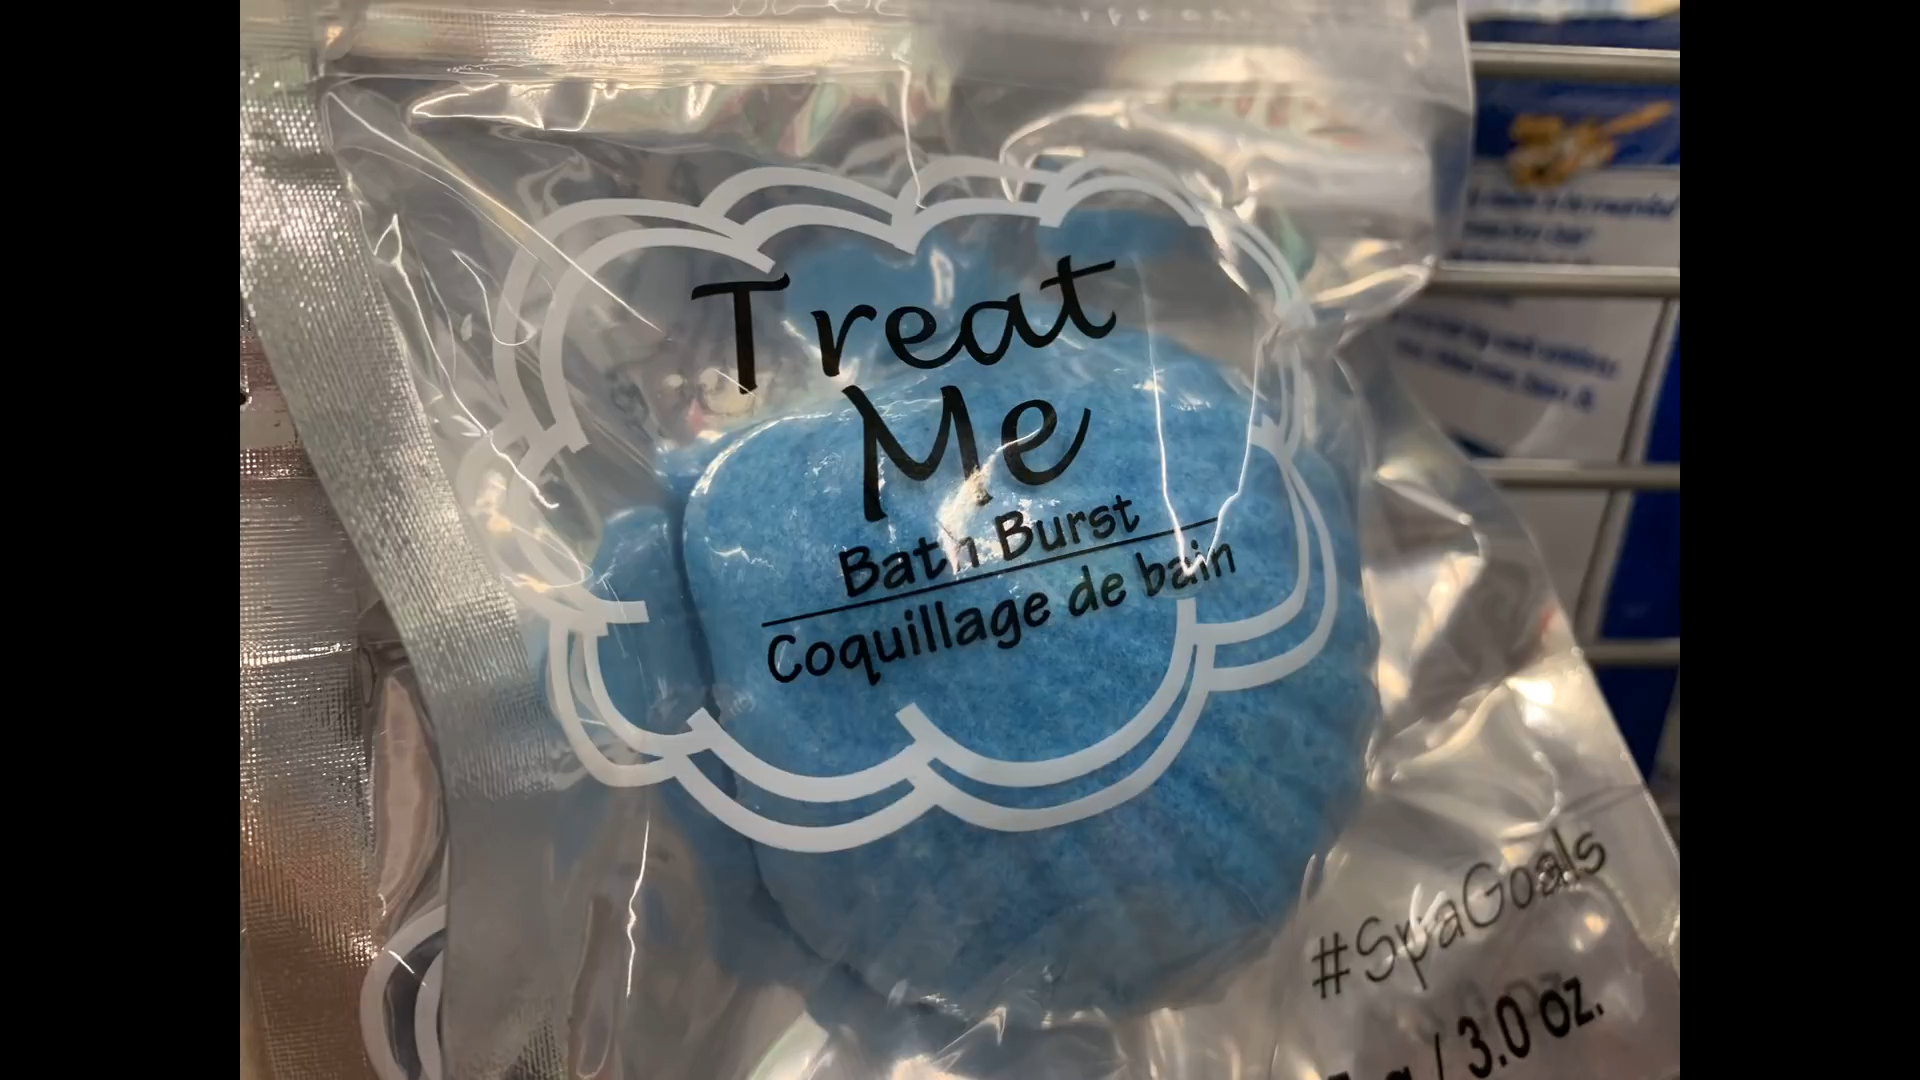 Treat
Me
Bath Burst
Coquillage de bain
#SpaGoals
g / 3.0 oz.